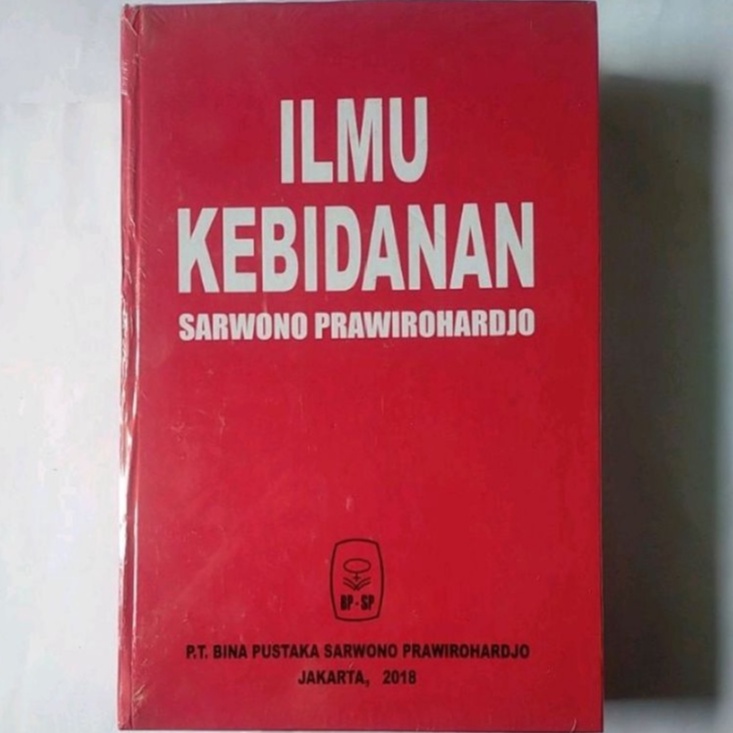 ILMU
KEBIDANAN
SARWONO PRAWIROHARDJO
BP - SP
P.T. BINA PUSTAKA SARWONO PRAWIROHARDJO
JAKARTA, 2018